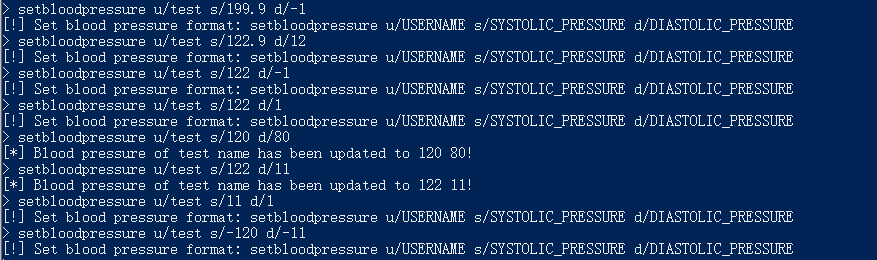 > setbloodpressure u/test s/199.9 d/-1
[!] Set blood pressure format: setbloodpressure u/USERNAME s/SYSTOLIC_PRESSURE d/DIASTOLIC_PRESSURE
> setbloodpressure u/test s/122.9 d/12
[!] Set blood pressure format: setbloodpressure u/USERNAME s/SYSTOLIC_PRESSURE d/DIASTOLIC_PRESSURE
> setbloodpressure u/test s/122 d/-1
[!] Set blood pressure format: setbloodpressure u/USERNAME s/SYSTOLIC_PRESSURE d/DIASTOLIC_PRESSURE
> setbloodpressure u/test s/122 d/1
[!] Set blood pressure format: setbloodpressure u/USERNAME s/SYSTOLIC_PRESSURE d/DIASTOLIC_PRESSURE
> setbloodpressure u/test s/120 d/80
[*] Blood pressure of test name has been updated to 120 80!
> setbloodpressure u/test s/122 d/11
[*] Blood pressure of test name has been updated to 122 11!
> setbloodpressure u/test s/11 d/1
[!] Set blood pressure format: setbloodpressure u/USERNAME s/SYSTOLIC_PRESSURE d/DIASTOLIC_PRESSURE
> setbloodpressure u/test s/-120 d/-11
[!] Set blood pressure format: setbloodpressure u/USERNAME s/SYSTOLIC_PRESSURE d/DIASTOLIC_PRESSURE